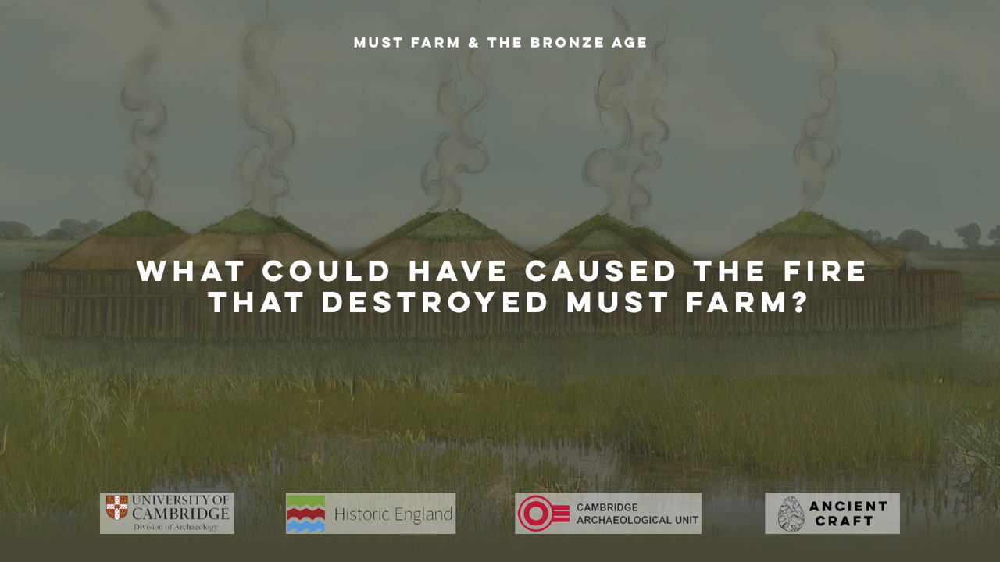 MUST FARM & THE BRONZE AGE
WHAT COULD HAVE CAUSED THE FIRE
THAT DESTROYED MUST FARM?
UNIVERSITY OF
CAMBRIDGE
Division of Archaeology
Historic England
CAMBRIDGE
ARCHAEOLOGICAL UNIT
ANCIENT
CRAFT